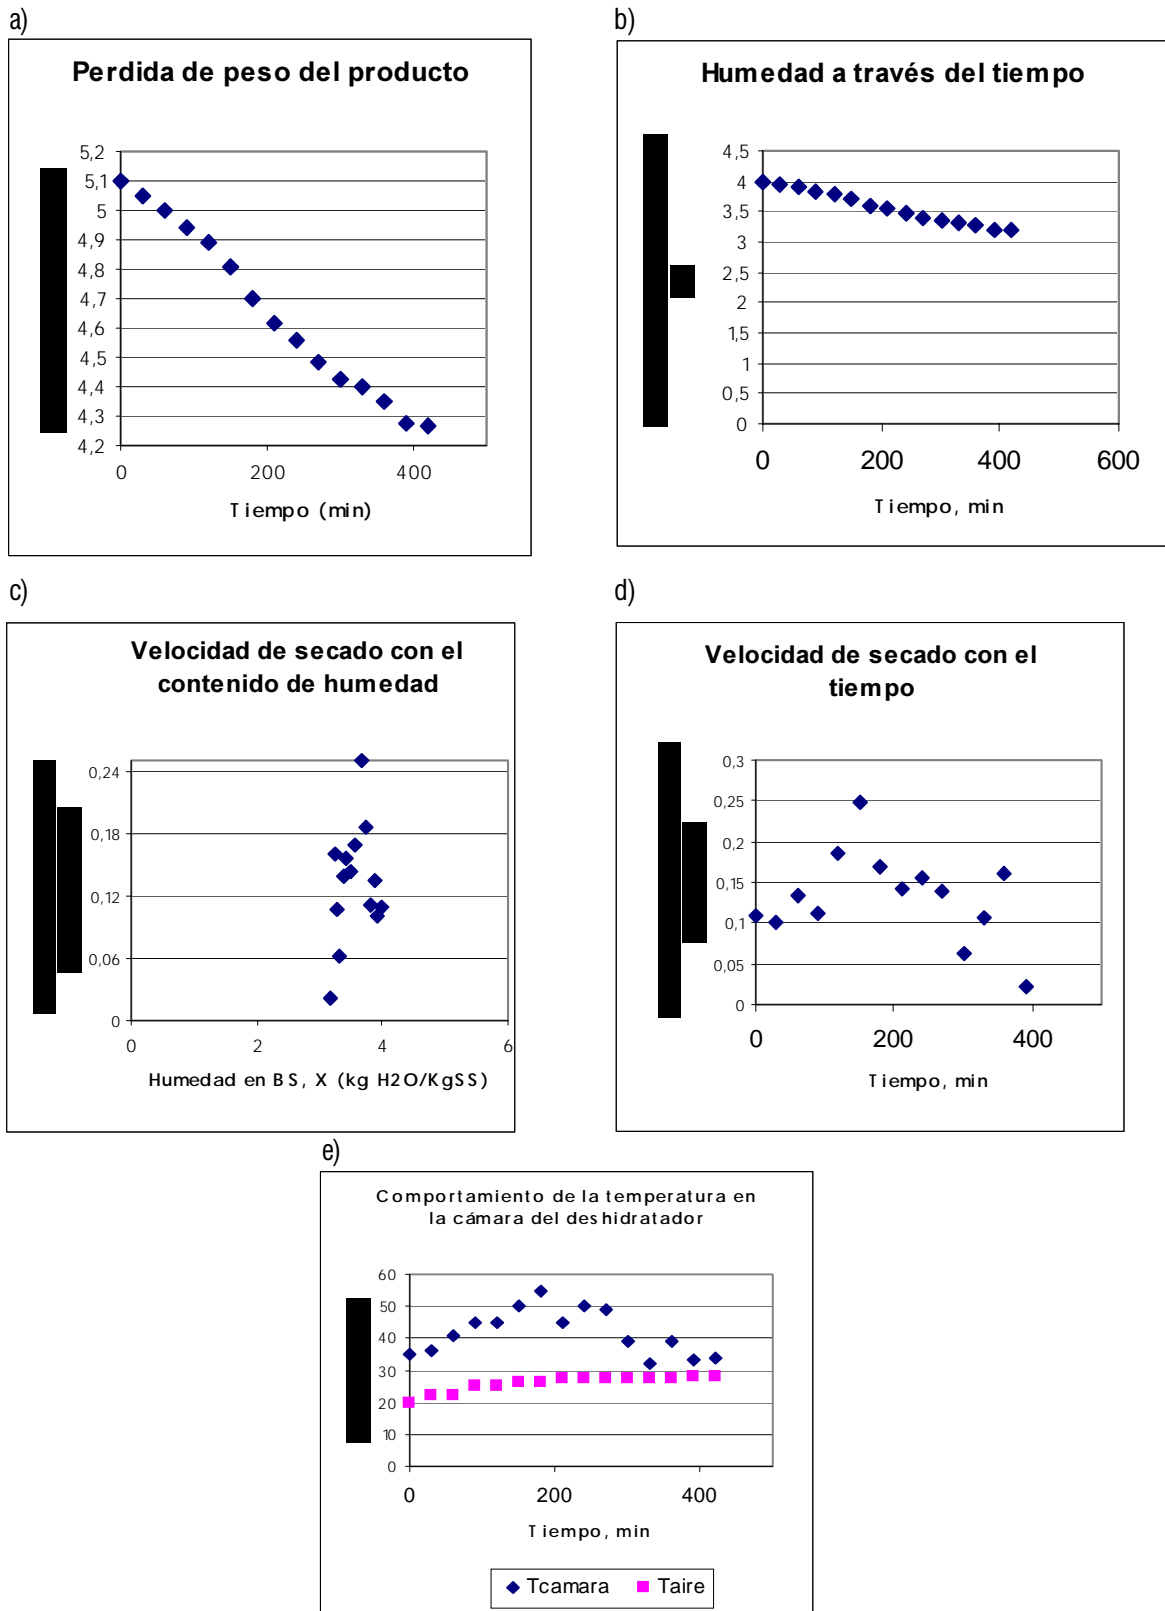 a)
Perdida de peso del producto
5,2
5,1
5
4,9
4,8
4,7
4,6
4,5
4,4
4,3
4,2
0 200 400
Tiempo (min)
b)
Humedad a través del tiempo
4,5
4
3,5
3
2,5
2
1,5
1
0,5
0
0 200 400 600
Tiempo, min
c)
Velocidad de secado con el
contenido de humedad
0,24
0,18
0,12
0,06
0
0 2 4 6
Humedad en BS, X (kg H2O/KgSS)
d)
Velocidad de secado con el
tiempo
0,3
0,25
0,2
0,15
0,1
0,05
0
0 200 400
Tiempo, min
e)
Comportamiento de la temperatura en
la cámara del deshidratador
60
50
40
30
20
10
0
0 200 400
Tiempo, min
Tcamara Taire